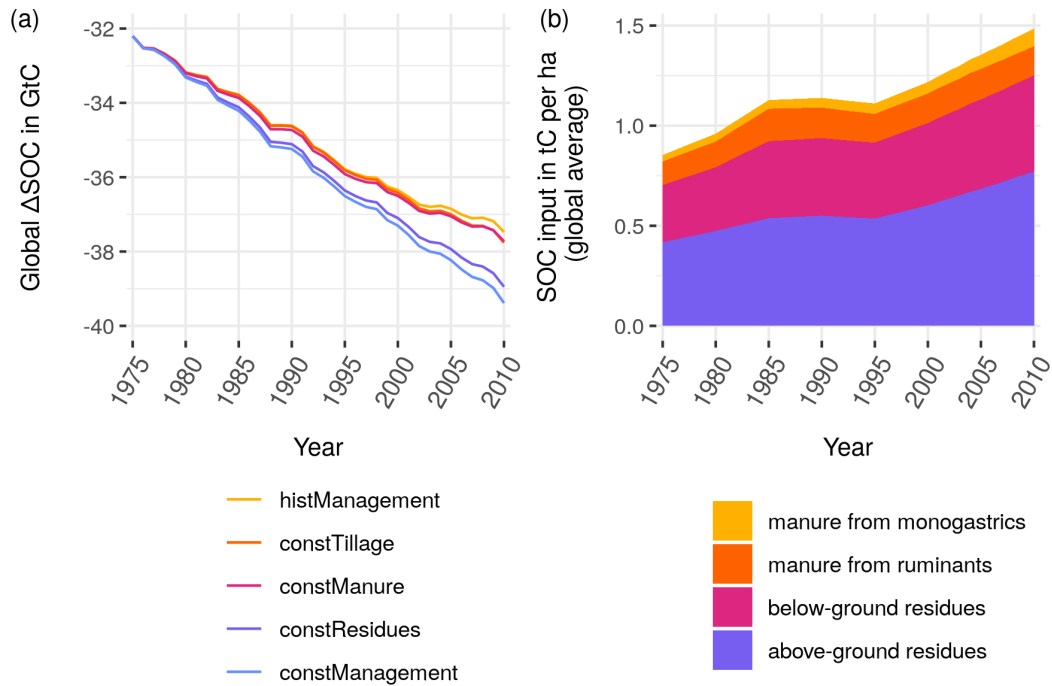 (a)
Global ΔSOC in GtC
-32
-34
-36
-38
-40
1975
1980
1985
1990
1995
2000
2005
2010
Year
histManagement
constTillage
constManure
constResidues
constManagement
(b)
SOC input in tC per ha
(global average)
1.5
1.0
0.5
0.0
1975
1980
1985
1990
1995
2000
2005
2010
Year
manure from monogastrics
manure from ruminants
below-ground residues
above-ground residues